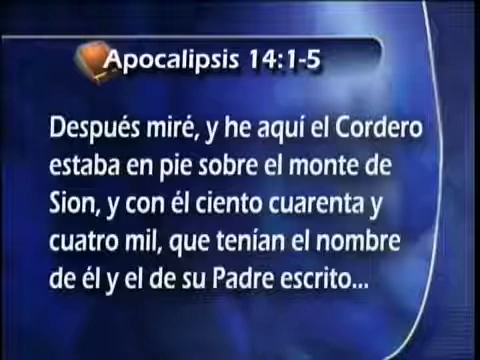 Apocalipsis 14:1-5
Después miré, y he aquí el Cordero
estaba en pie sobre el monte de
Sion, y con él ciento cuarenta y
cuatro mil, que tenían el nombre
de él y el de su Padre escrito...